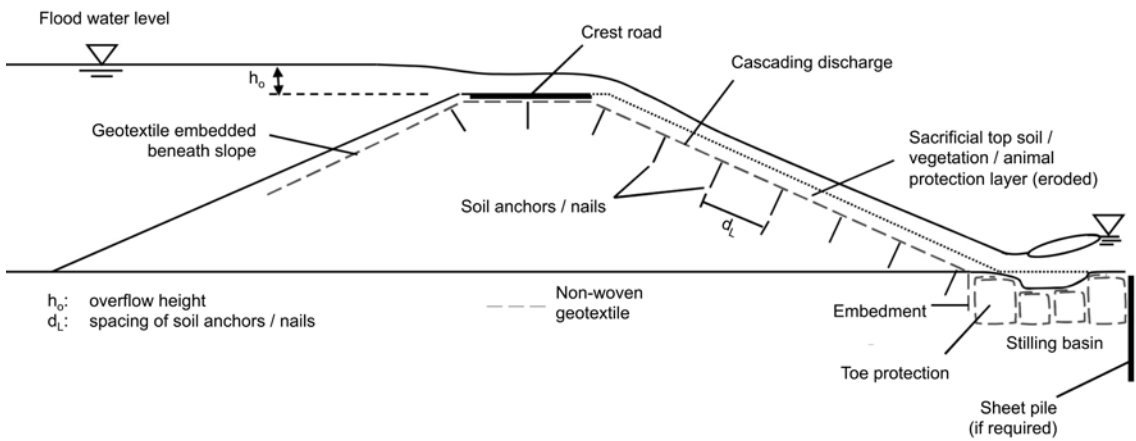 Flood water level
Crest road
hₒ
Cascading discharge
Geotextile embedded
beneath slope
Sacrificial top soil /
vegetation / animal
protection layer (eroded)
Soil anchors / nails
d_L
hₒ: overflow height
d_L: spacing of soil anchors / nails
Non-woven
geotextile
Embedment
Stilling basin
Toe protection
Sheet pile
(if required)